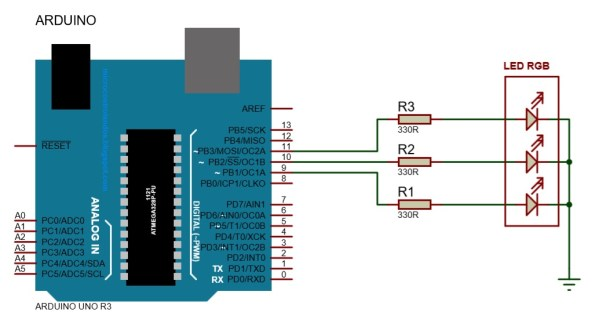 ARDUINO
LED RGB
AREF
RESET
PB5/SCK 13
PB4/MISO 12
~ PB3/MOSI/OC2A 11
~ PB2/SS/OC1B 10
~ PB1/OC1A 9
PB0/ICP1/CLKO 8
R3
330R
R2
330R
R1
330R
1121
ATMEGA328P-PU
DIGITAL (~PWM)
ANALOG IN
PD7/AIN1 7
~ PD6/AIN0/OC0A 6
~ PD5/T1/OC0B 5
PD4/T0/XCK 4
~ PD3/INT1/OC2B 3
PD2/INT0 2
TX PD1/TXD 1
RX PD0/RXD 0
A0 PC0/ADC0
A1 PC1/ADC1
A2 PC2/ADC2
A3 PC3/ADC3
A4 PC4/ADC4/SDA
A5 PC5/ADC5/SCL
ARDUINO UNO R3